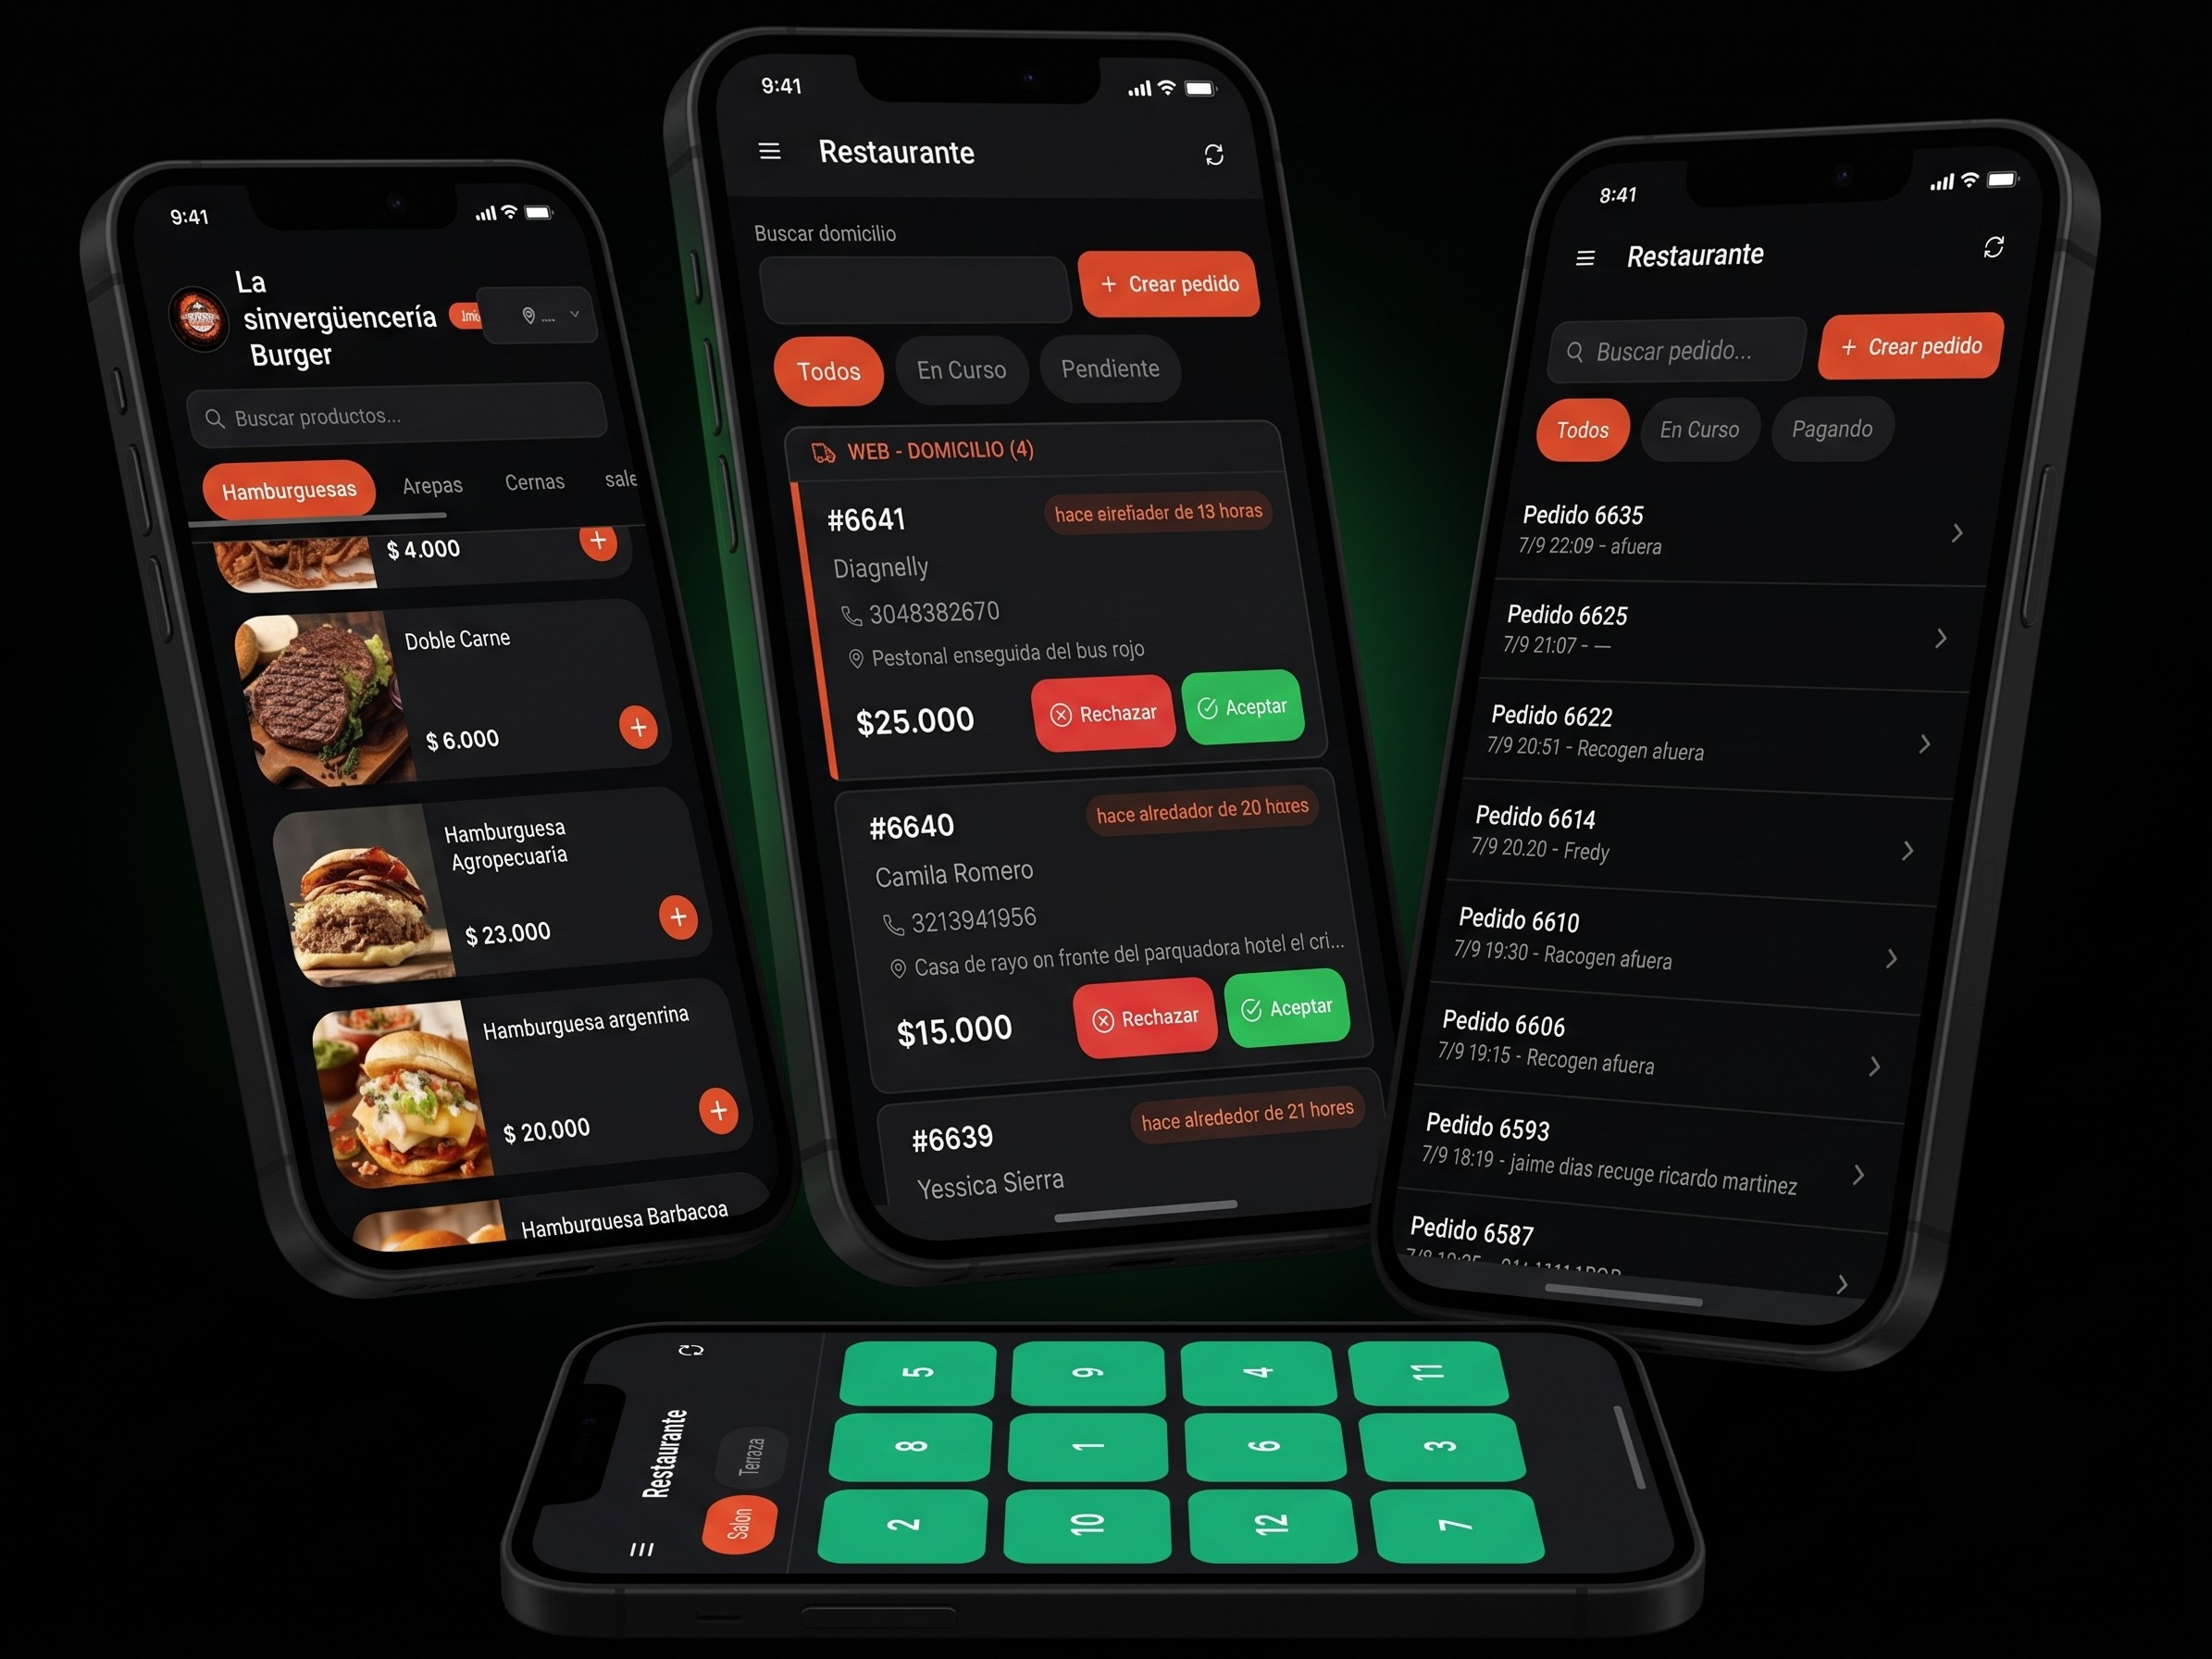 9:41
La
sinvergüencería
Burger
Buscar productos...
Hamburguesas
Arepas
Cernas
sale
$ 4.000
Doble Carne
$ 6.000
Hamburguesa
Agropecuaria
$ 23.000
Hamburguesa argenrina
$ 20.000
Hamburguesa Barbacoa
9:41
Restaurante
Buscar domicilio
+ Crear pedido
Todos
En Curso
Pendiente
WEB - DOMICILIO (4)
#6641
hace eirefiader de 13 horas
Diagnelly
3048382670
Pestonal enseguida del bus rojo
$25.000
Rechazar
Aceptar
#6640
hace alredador de 20 hares
Camila Romero
3213941956
Casa de rayo on fronte del parquadora hotel el cri...
$15.000
Rechazar
Aceptar
#6639
hace alrededor de 21 hores
Yessica Sierra
8:41
Restaurante
Buscar pedido...
+ Crear pedido
Todos
En Curso
Pagando
Pedido 6635
7/9 22:09 - afuera
Pedido 6625
7/9 21:07 - —
Pedido 6622
7/9 20:51 - Recogen afuera
Pedido 6614
7/9 20.20 - Fredy
Pedido 6610
7/9 19:30 - Racogen afuera
Pedido 6606
7/9 19:15 - Recogen afuera
Pedido 6593
7/9 18:19 - jaime dias recuge ricardo martinez
Pedido 6587
Restaurante
Salon
Terraza
2
8
5
10
1
9
12
6
4
7
3
11